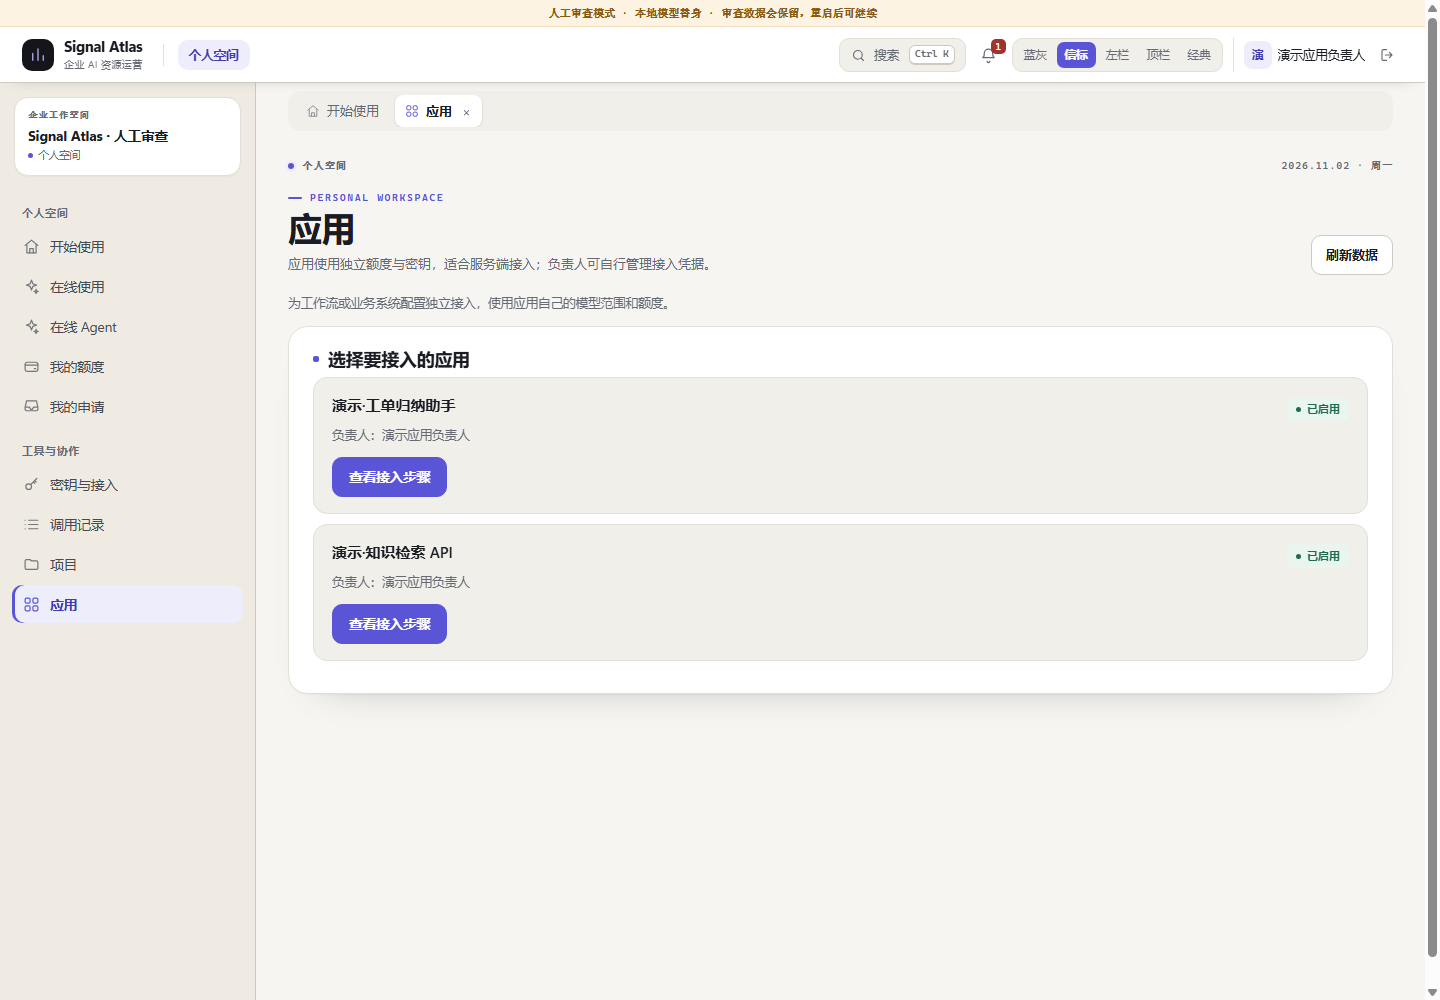 人工审查模式 · 本地模型替身 · 审查数据会保留，重启后可继续
Signal Atlas
企业 AI 资源运营
个人空间
搜索 Ctrl K
1
蓝灰 信标 左栏 顶栏 经典
演 演示应用负责人
企业工作空间
Signal Atlas · 人工审查
个人空间
个人空间
开始使用
在线使用
在线 Agent
我的额度
我的申请
工具与协作
密钥与接入
调用记录
项目
应用
开始使用
应用 ×
个人空间
2026.11.02 · 周一
PERSONAL WORKSPACE
应用
应用使用独立额度与密钥，适合服务端接入；负责人可自行管理接入凭据。
刷新数据
为工作流或业务系统配置独立接入，使用应用自己的模型范围和额度。
选择要接入的应用
演示·工单归纳助手
已启用
负责人：演示应用负责人
查看接入步骤
演示·知识检索 API
已启用
负责人：演示应用负责人
查看接入步骤